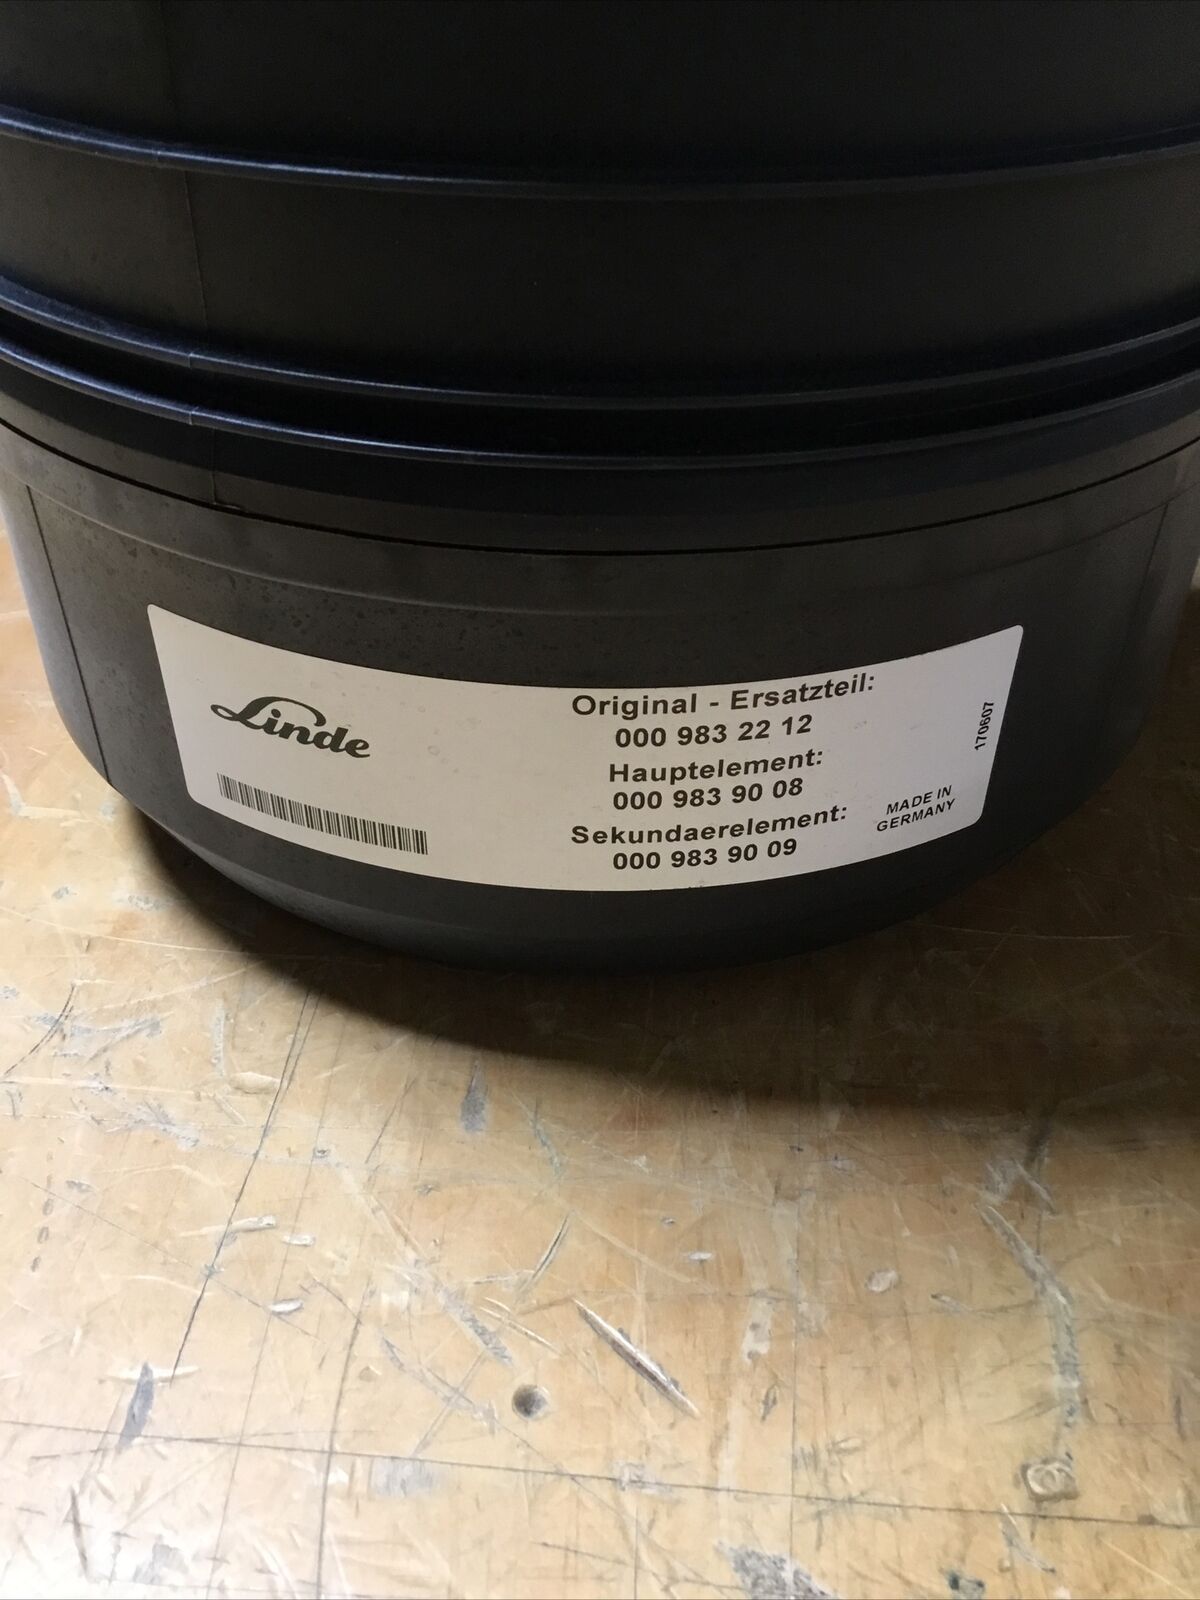 Linde
Original - Ersatzteil:
000 983 22 12
Hauptelement:
000 983 90 08
Sekundaerelement:
000 983 90 09
MADE IN
GERMANY
170607